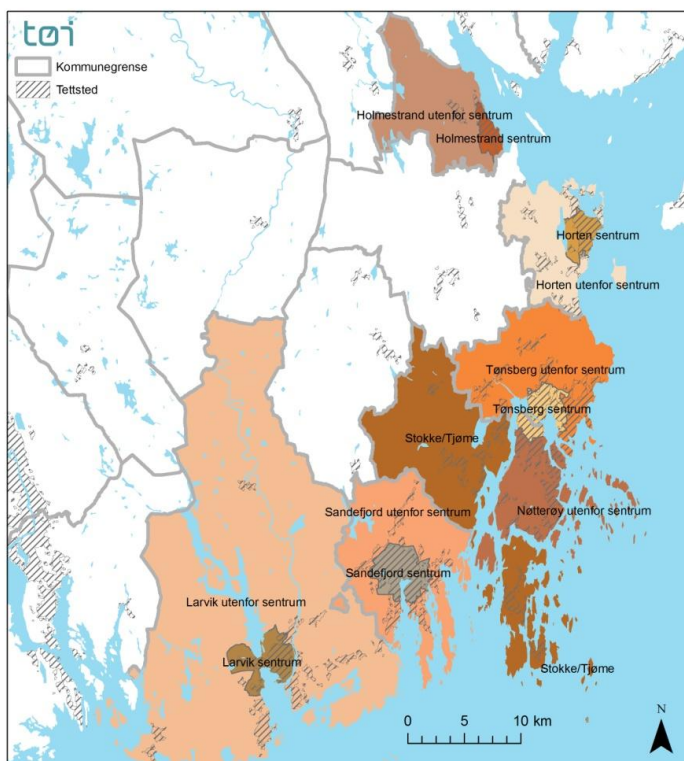 tøi
Kommunegrense
Tettsted
Holmestrand utenfor sentrum
Holmestrand sentrum
Horten sentrum
Horten utenfor sentrum
Tønsberg utenfor sentrum
Tønsberg sentrum
Stokke/Tjøme
Sandefjord utenfor sentrum
Nøtterøy utenfor sentrum
Sandefjord sentrum
Larvik utenfor sentrum
Larvik sentrum
Stokke/Tjøme
0 5 10 km
N